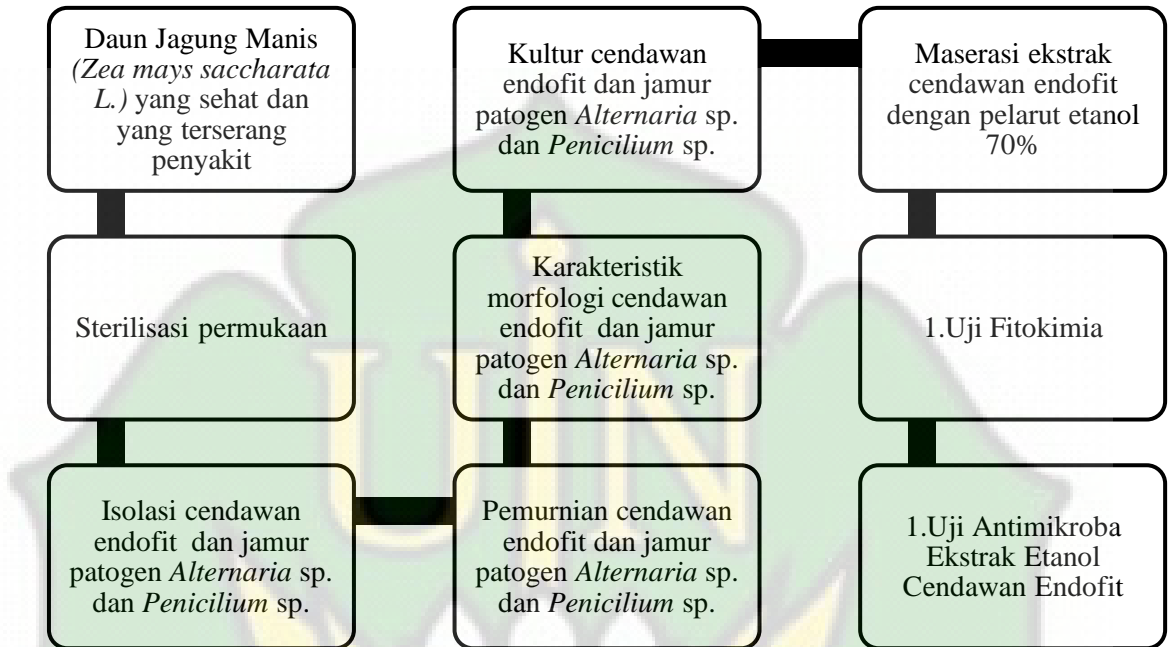 Daun Jagung Manis
(Zea mays saccharata
L.) yang sehat dan
yang terserang
penyakit
Sterilisasi permukaan
Isolasi cendawan
endofit dan jamur
patogen Alternaria sp.
dan Penicilium sp.
Pemurnian cendawan
endofit dan jamur
patogen Alternaria sp.
dan Penicilium sp.
Karakteristik
morfologi cendawan
endofit dan jamur
patogen Alternaria sp.
dan Penicilium sp.
Kultur cendawan
endofit dan jamur
patogen Alternaria sp.
dan Penicilium sp.
Maserasi ekstrak
cendawan endofit
dengan pelarut etanol
70%
1.Uji Fitokimia
1.Uji Antimikroba
Ekstrak Etanol
Cendawan Endofit
UIN